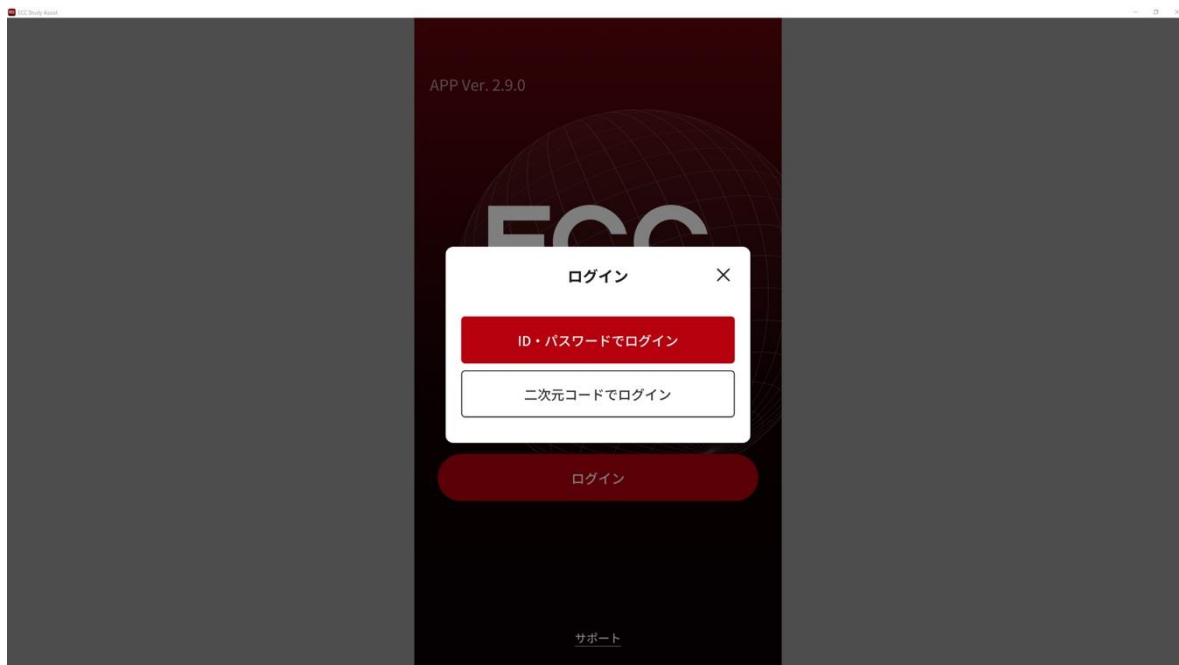 ECC Study Assist
APP Ver. 2.9.0
ECC
ログイン
ID・パスワードでログイン
二次元コードでログイン
ログイン
サポート